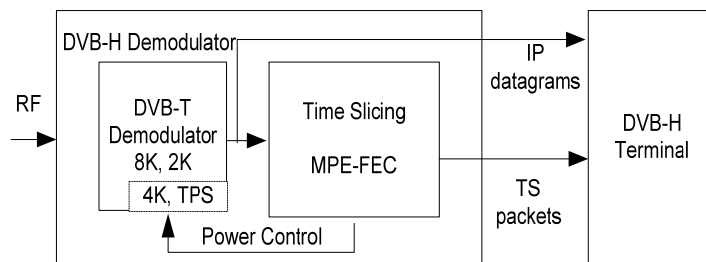 DVB-H Demodulator
RF
DVB-T
Demodulator
8K, 2K
4K, TPS
Time Slicing
MPE-FEC
Power Control
IP
datagrams
TS
packets
DVB-H
Terminal